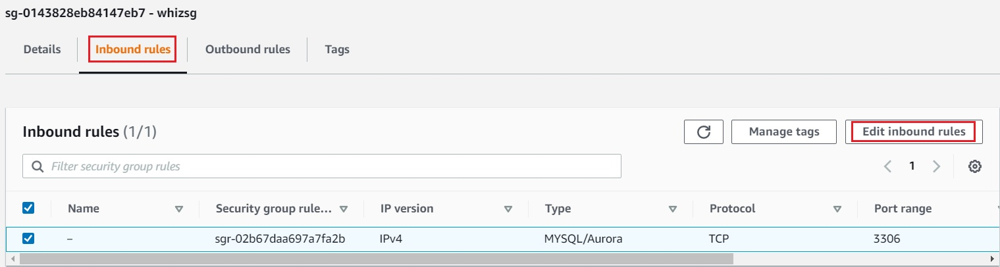 sg-0143828eb84147eb7 - whizsg
Details Inbound rules Outbound rules Tags
Inbound rules (1/1) Manage tags Edit inbound rules
Filter security group rules 1
Name Security group rule... IP version Type Protocol Port range
– sgr-02b67daa697a7fa2b IPv4 MYSQL/Aurora TCP 3306